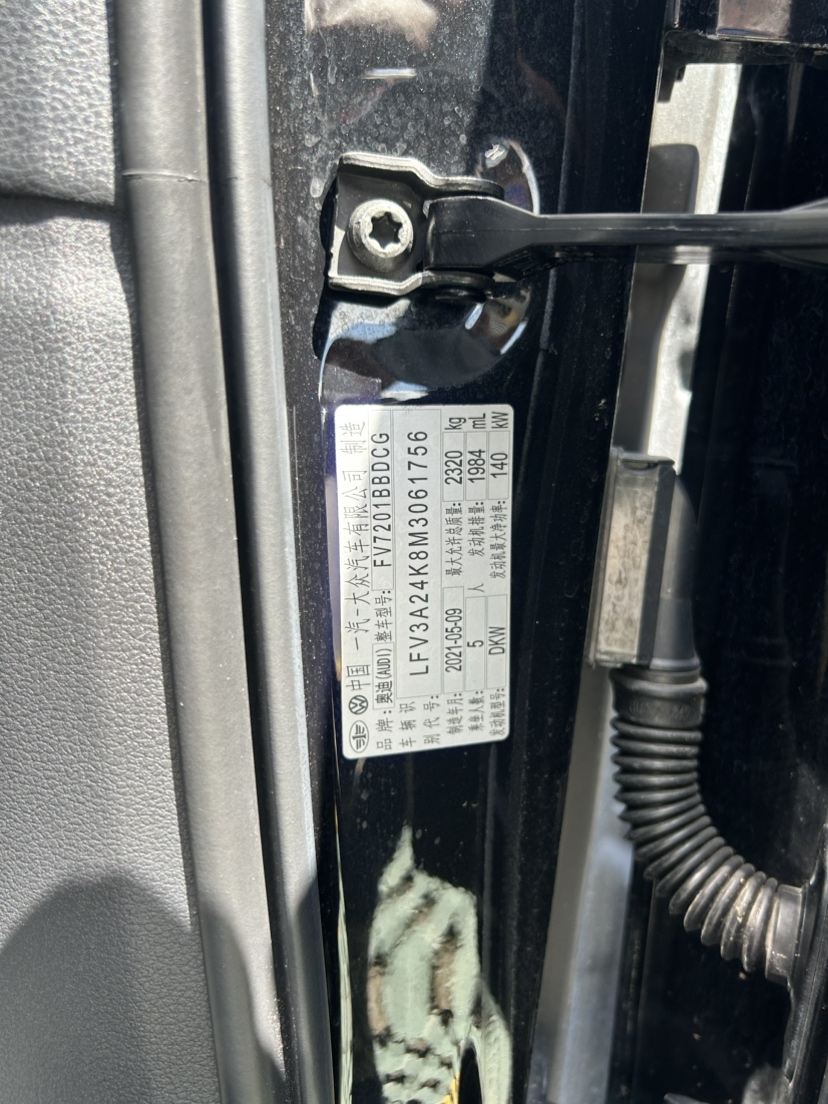 中国 一汽-大众汽车有限公司 制造
品牌: 奥迪(AUDI) 整车型号: FV7201BBDCG
车辆识别代号: LFV3A24K8M3061756
制造年月: 2021-05-09 最大允许总质量: 2320 kg
乘坐人数: 5 人 发动机排量: 1984 mL
发动机型号: DKW 发动机最大净功率: 140 kW